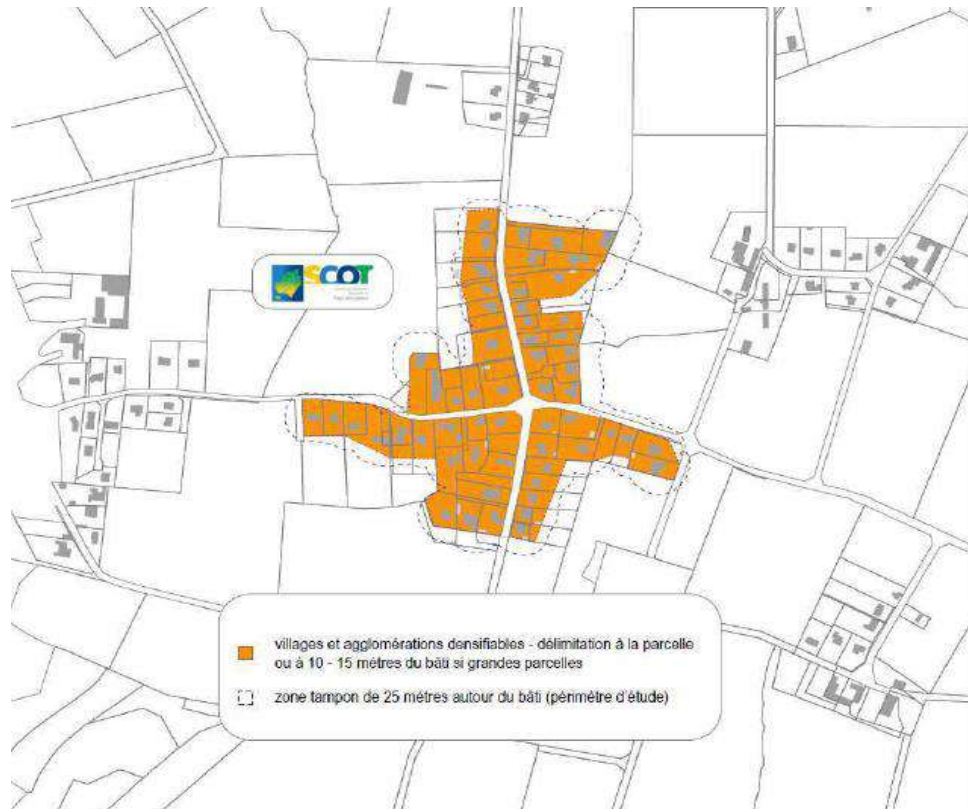 SCOT
villages et agglomérations densifiables - délimitation à la parcelle
ou à 10 - 15 mètres du bâti si grandes parcelles
zone tampon de 25 mètres autour du bâti (périmètre d'étude)